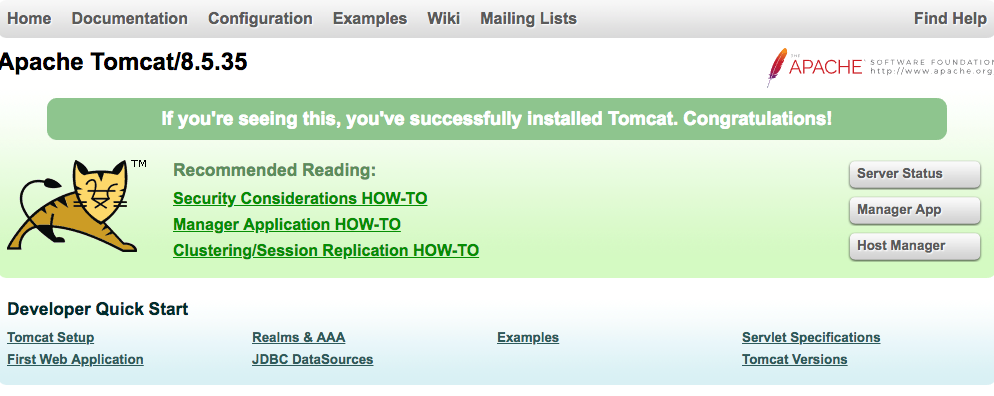 Home Documentation Configuration Examples Wiki Mailing Lists Find Help
Apache Tomcat/8.5.35
THE
APACHE SOFTWARE FOUNDATION
http://www.apache.org
If you're seeing this, you've successfully installed Tomcat. Congratulations!
TM
Recommended Reading:
Security Considerations HOW-TO
Manager Application HOW-TO
Clustering/Session Replication HOW-TO
Server Status
Manager App
Host Manager
Developer Quick Start
Tomcat Setup
First Web Application
Realms & AAA
JDBC DataSources
Examples
Servlet Specifications
Tomcat Versions